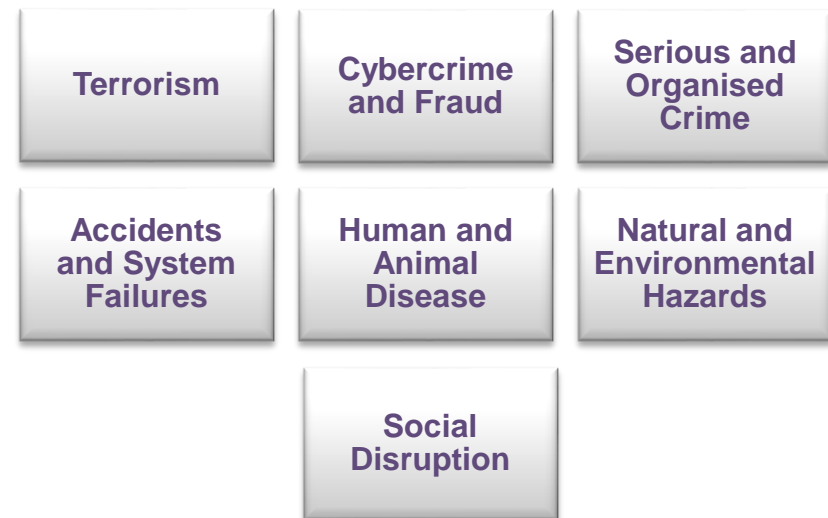 Terrorism
Cybercrime
and Fraud
Serious and
Organised
Crime
Accidents
and System
Failures
Human and
Animal
Disease
Natural and
Environmental
Hazards
Social
Disruption